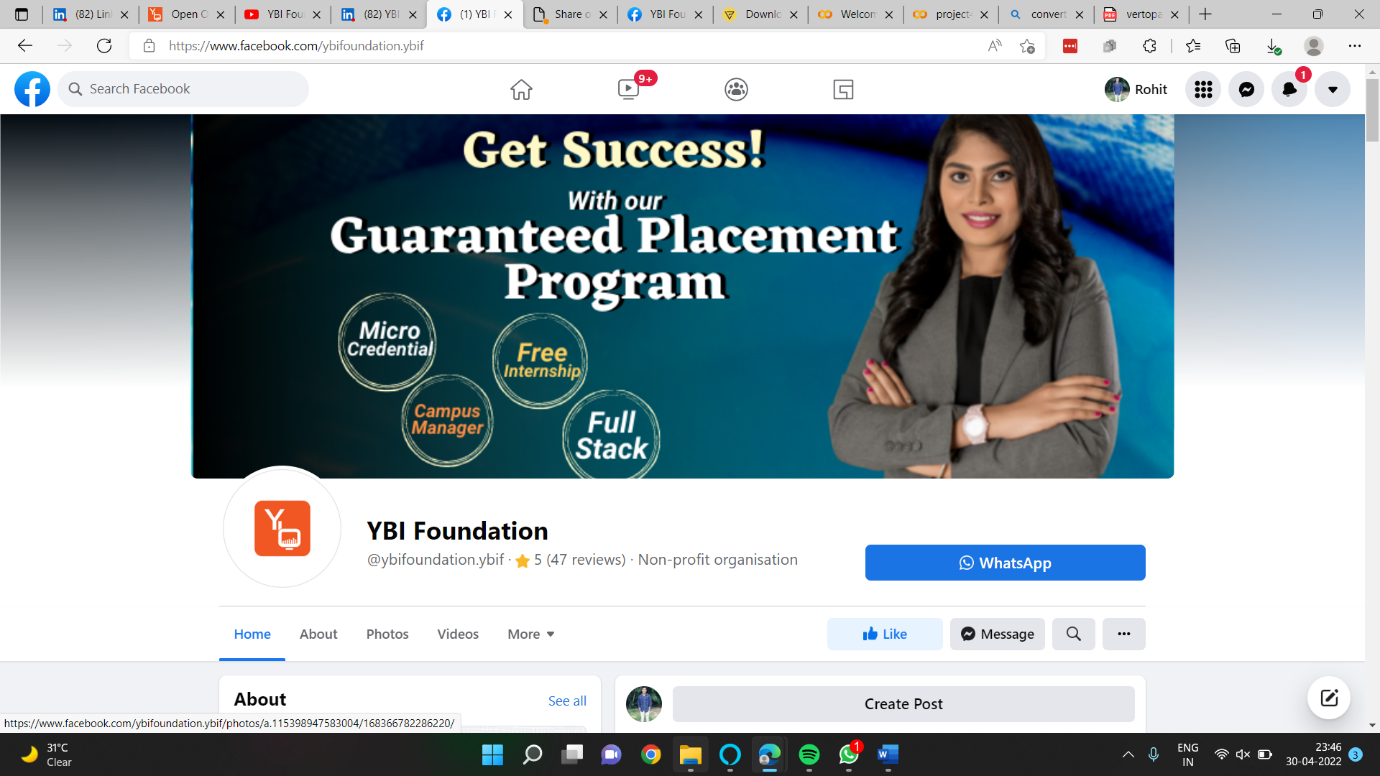 (82) Lin
Open O
YBI Fou
(82) YBI
(1) YBI F
Share o
YBI Fou
Downlo
Welcom
project-
convert
vertopa
https://www.facebook.com/ybifoundation.ybif
Search Facebook
9+
Rohit
1
Get Success!
With our
Guaranteed Placement
Program
Micro
Credential
Free
Internship
Campus
Manager
Full
Stack
YBI Foundation
@ybifoundation.ybif · 5 (47 reviews) · Non-profit organisation
WhatsApp
Home
About
Photos
Videos
More
Like
Message
About
See all
Create Post
https://www.facebook.com/ybifoundation.ybif/photos/a.115398947583004/168366782286220/
31°C
Clear
1
ENG
IN
23:46
30-04-2022
3